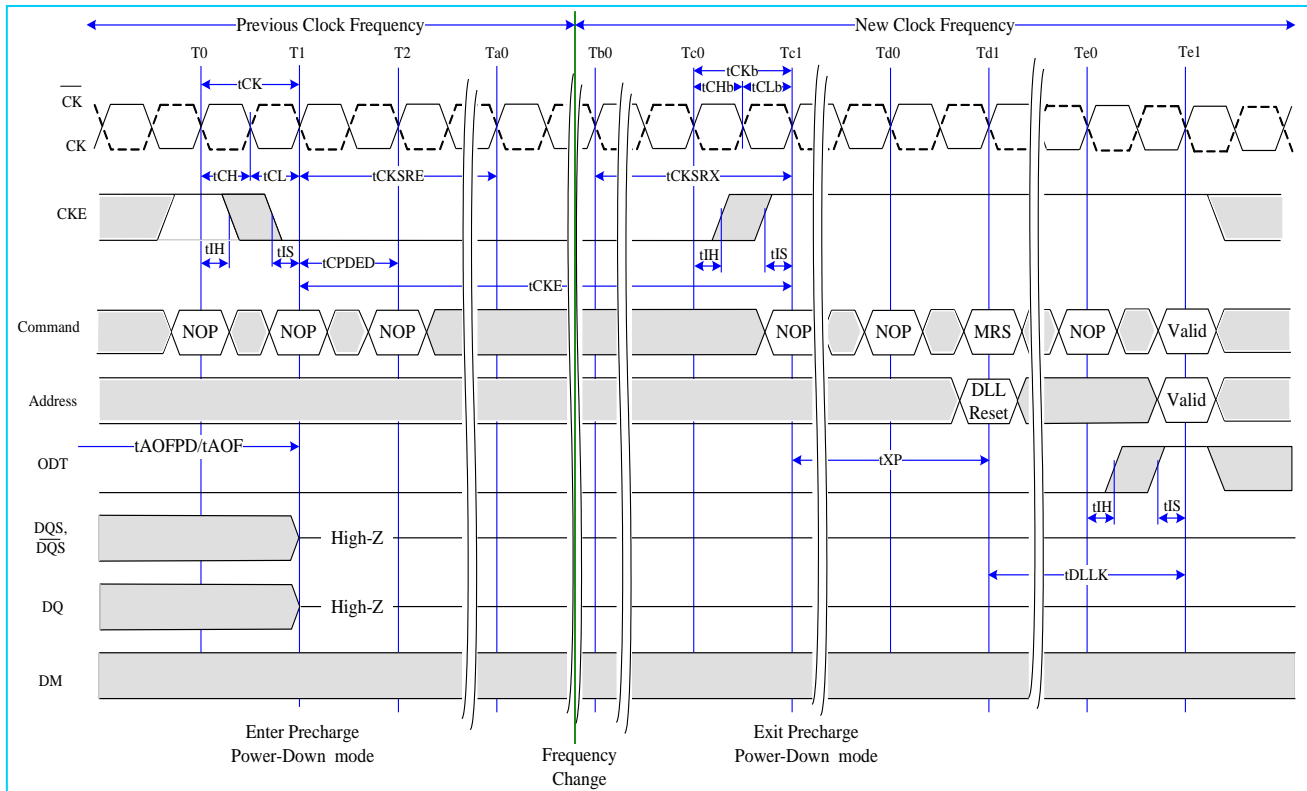 Previous Clock Frequency New Clock Frequency
T0 T1 T2 Ta0 Tb0 Tc0 Tc1 Td0 Td1 Te0 Te1
tCK tCKb
tCHb tCLb
CK
CK
tCH tCL tCKSRE tCKSRX
CKE
tIH tIS tCPDED tIH tIS
tCKE
Command NOP NOP NOP NOP NOP MRS NOP Valid
Address DLL Reset Valid
tAOFPD/tAOF
ODT tXP
tIH tIS
DQS, High-Z
DQS
tDLLK
DQ High-Z
DM
Enter Precharge
Power-Down mode
Frequency
Change
Exit Precharge
Power-Down mode